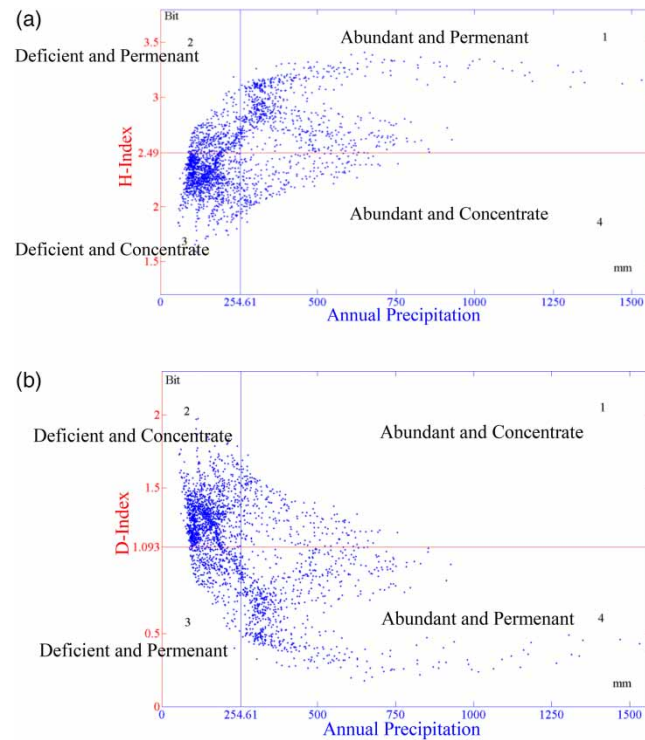 (a)
Bit
3.5
2
Abundant and Permenant
1
Deficient and Permenant
3
H-Index
2.49
2
Abundant and Concentrate
4
3
Deficient and Concentrate
1.5
mm
0
254.61
500
750
1000
1250
1500
Annual Precipitation
(b)
Bit
2
2
1
Deficient and Concentrate
Abundant and Concentrate
1.5
D-Index
1.093
3
Abundant and Permenant
4
0.5
Deficient and Permenant
mm
0
0
254.61
500
750
1000
1250
1500
Annual Precipitation